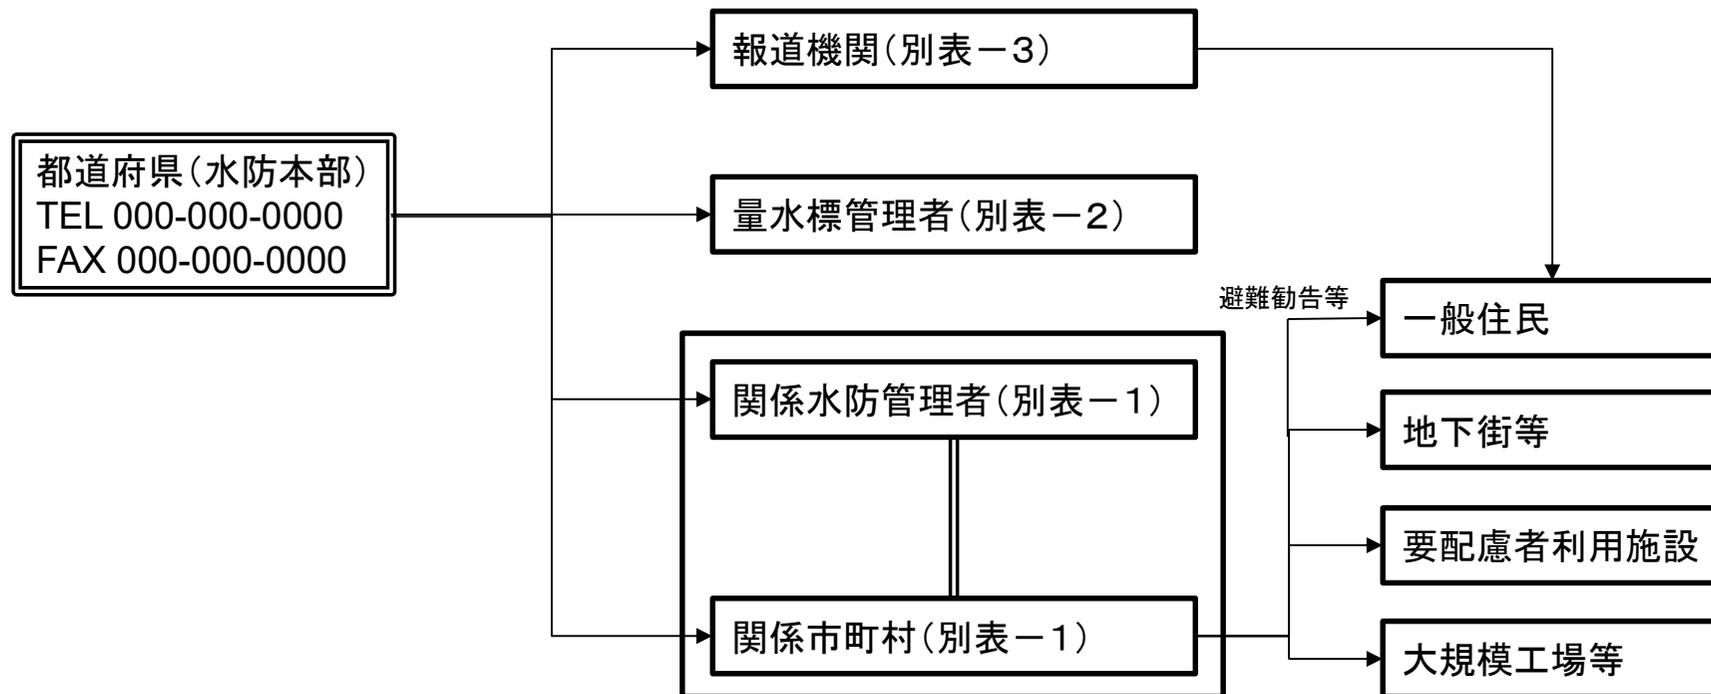 報道機関(別表-3)
都道府県(水防本部)
TEL 000-000-0000
FAX 000-000-0000
量水標管理者(別表-2)
避難勧告等
一般住民
関係水防管理者(別表-1)
地下街等
要配慮者利用施設
関係市町村(別表-1)
大規模工場等